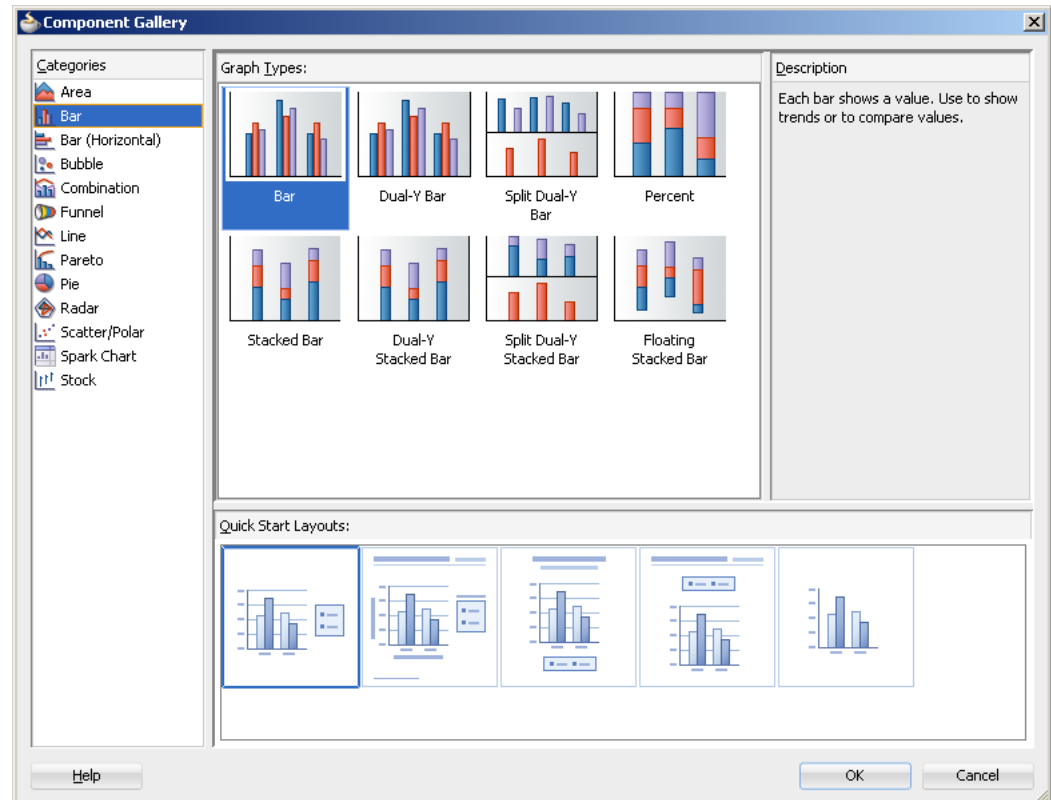 Component Gallery
Categories
Area
Bar
Bar (Horizontal)
Bubble
Combination
Funnel
Line
Pareto
Pie
Radar
Scatter/Polar
Spark Chart
Stock
Graph Types:
Bar
Dual-Y Bar
Split Dual-Y
Bar
Percent
Stacked Bar
Dual-Y
Stacked Bar
Split Dual-Y
Stacked Bar
Floating
Stacked Bar
Description
Each bar shows a value. Use to show
trends or to compare values.
Quick Start Layouts:
Help
OK
Cancel